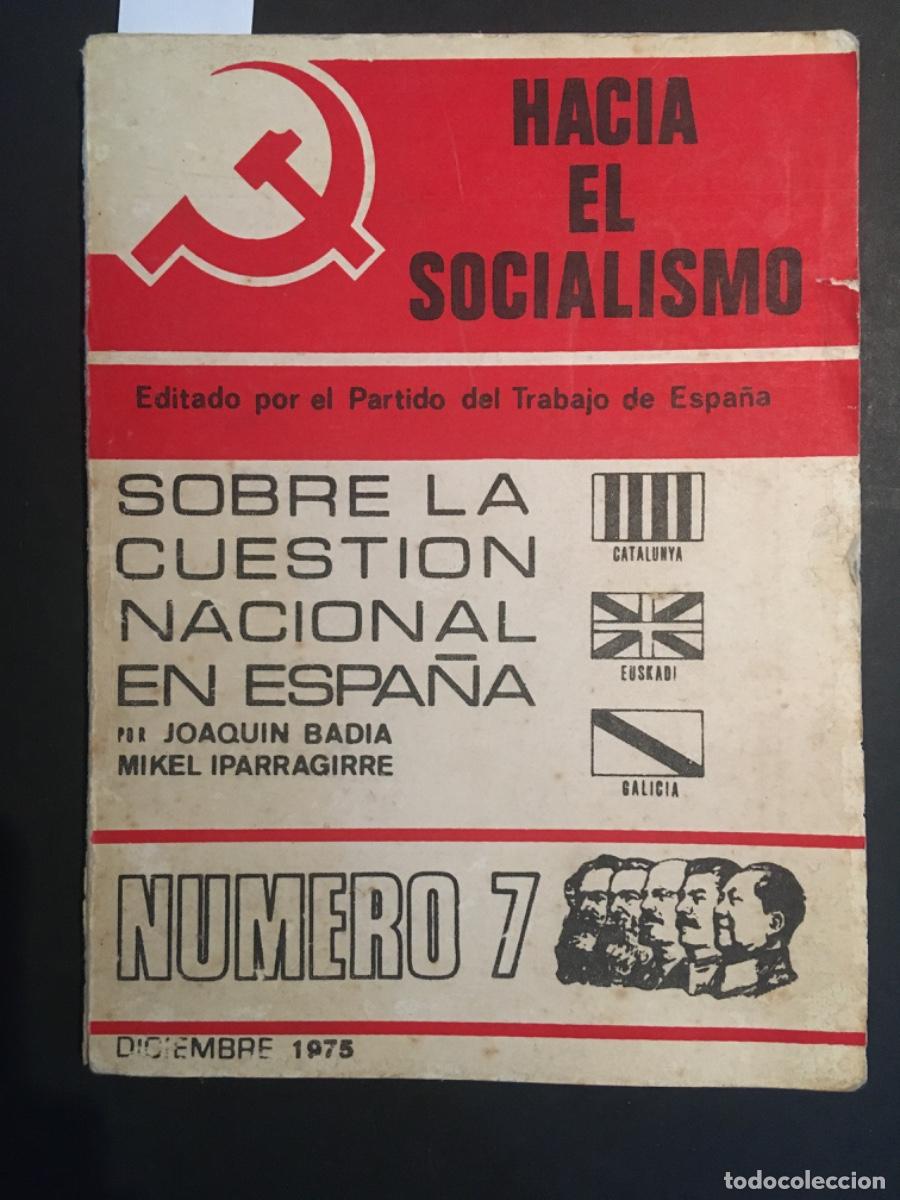 HACIA
EL
SOCIALISMO
Editado por el Partido del Trabajo de España
SOBRE LA
CUESTION
NACIONAL
EN ESPAÑA
POR JOAQUIN BADIA
MIKEL IPARRAGIRRE
CATALUNYA
EUSKADI
GALICIA
NUMERO 7
DICIEMBRE 1975
todocoleccion